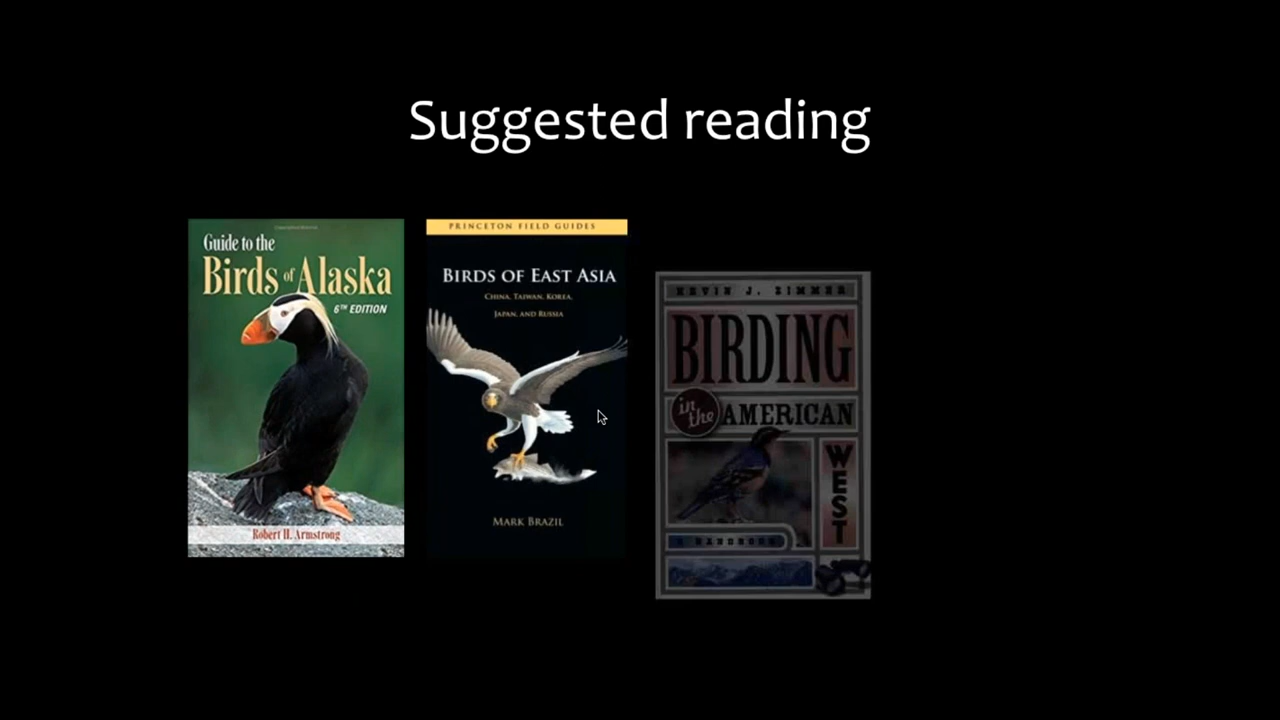 Suggested reading
Guide to the
Birds of Alaska
6TH EDITION
Robert H. Armstrong
PRINCETON FIELD GUIDES
BIRDS OF EAST ASIA
CHINA, TAIWAN, KOREA,
JAPAN, AND RUSSIA
MARK BRAZIL
KEVIN J. ZIMMER
BIRDING
in the
AMERICAN
WEST
A HANDBOOK